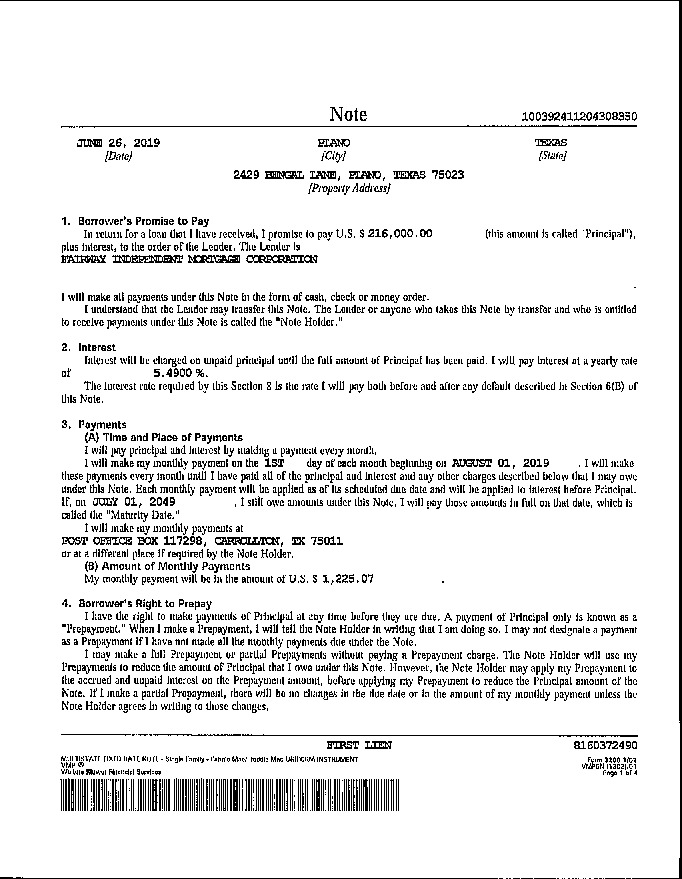 Note 100392411204308350
JUNE 26, 2019 PLANO TEXAS
[Date] [City] [State]
2429 BENGAL LANE, PLANO, TEXAS 75023
[Property Address]
1. Borrower's Promise to Pay
In return for a loan that I have received, I promise to pay U.S. $ 216,000.00 (this amount is called "Principal"),
plus interest, to the order of the Lender. The Lender is
FAIRWAY INDEPENDENT MORTGAGE CORPORATION
I will make all payments under this Note in the form of cash, check or money order.
I understand that the Lender may transfer this Note. The Lender or anyone who takes this Note by transfer and who is entitled
to receive payments under this Note is called the "Note Holder."
2. Interest
Interest will be charged on unpaid principal until the full amount of Principal has been paid. I will pay interest at a yearly rate
of 5.4900 %.
The interest rate required by this Section 2 is the rate I will pay both before and after any default described in Section 6(B) of
this Note.
3. Payments
(A) Time and Place of Payments
I will pay principal and interest by making a payment every month.
I will make my monthly payment on the 1ST day of each month beginning on AUGUST 01, 2019 . I will make
these payments every month until I have paid all of the principal and interest and any other charges described below that I may owe
under this Note. Each monthly payment will be applied as of its scheduled due date and will be applied to interest before Principal.
If, on JULY 01, 2049 , I still owe amounts under this Note, I will pay those amounts in full on that date, which is
called the "Maturity Date."
I will make my monthly payments at
POST OFFICE BOX 117298, CARROLLTON, TX 75011
or at a different place if required by the Note Holder.
(B) Amount of Monthly Payments
My monthly payment will be in the amount of U.S. $ 1,225.07 .
4. Borrower's Right to Prepay
I have the right to make payments of Principal at any time before they are due. A payment of Principal only is known as a
"Prepayment." When I make a Prepayment, I will tell the Note Holder in writing that I am doing so. I may not designate a payment
as a Prepayment if I have not made all the monthly payments due under the Note.
I may make a full Prepayment or partial Prepayments without paying a Prepayment charge. The Note Holder will use my
Prepayments to reduce the amount of Principal that I owe under this Note. However, the Note Holder may apply my Prepayment to
the accrued and unpaid interest on the Prepayment amount, before applying my Prepayment to reduce the Principal amount of the
Note. If I make a partial Prepayment, there will be no changes in the due date or in the amount of my monthly payment unless the
Note Holder agrees in writing to those changes.
FIRST LIEN 8160372490
MULTISTATE FIXED RATE NOTE - Single Family - Fannie Mae/Freddie Mac UNIFORM INSTRUMENT Form 3200 1/01
VMP ® VMP5N (1302).01
Wolters Kluwer Financial Services Page 1 of 4